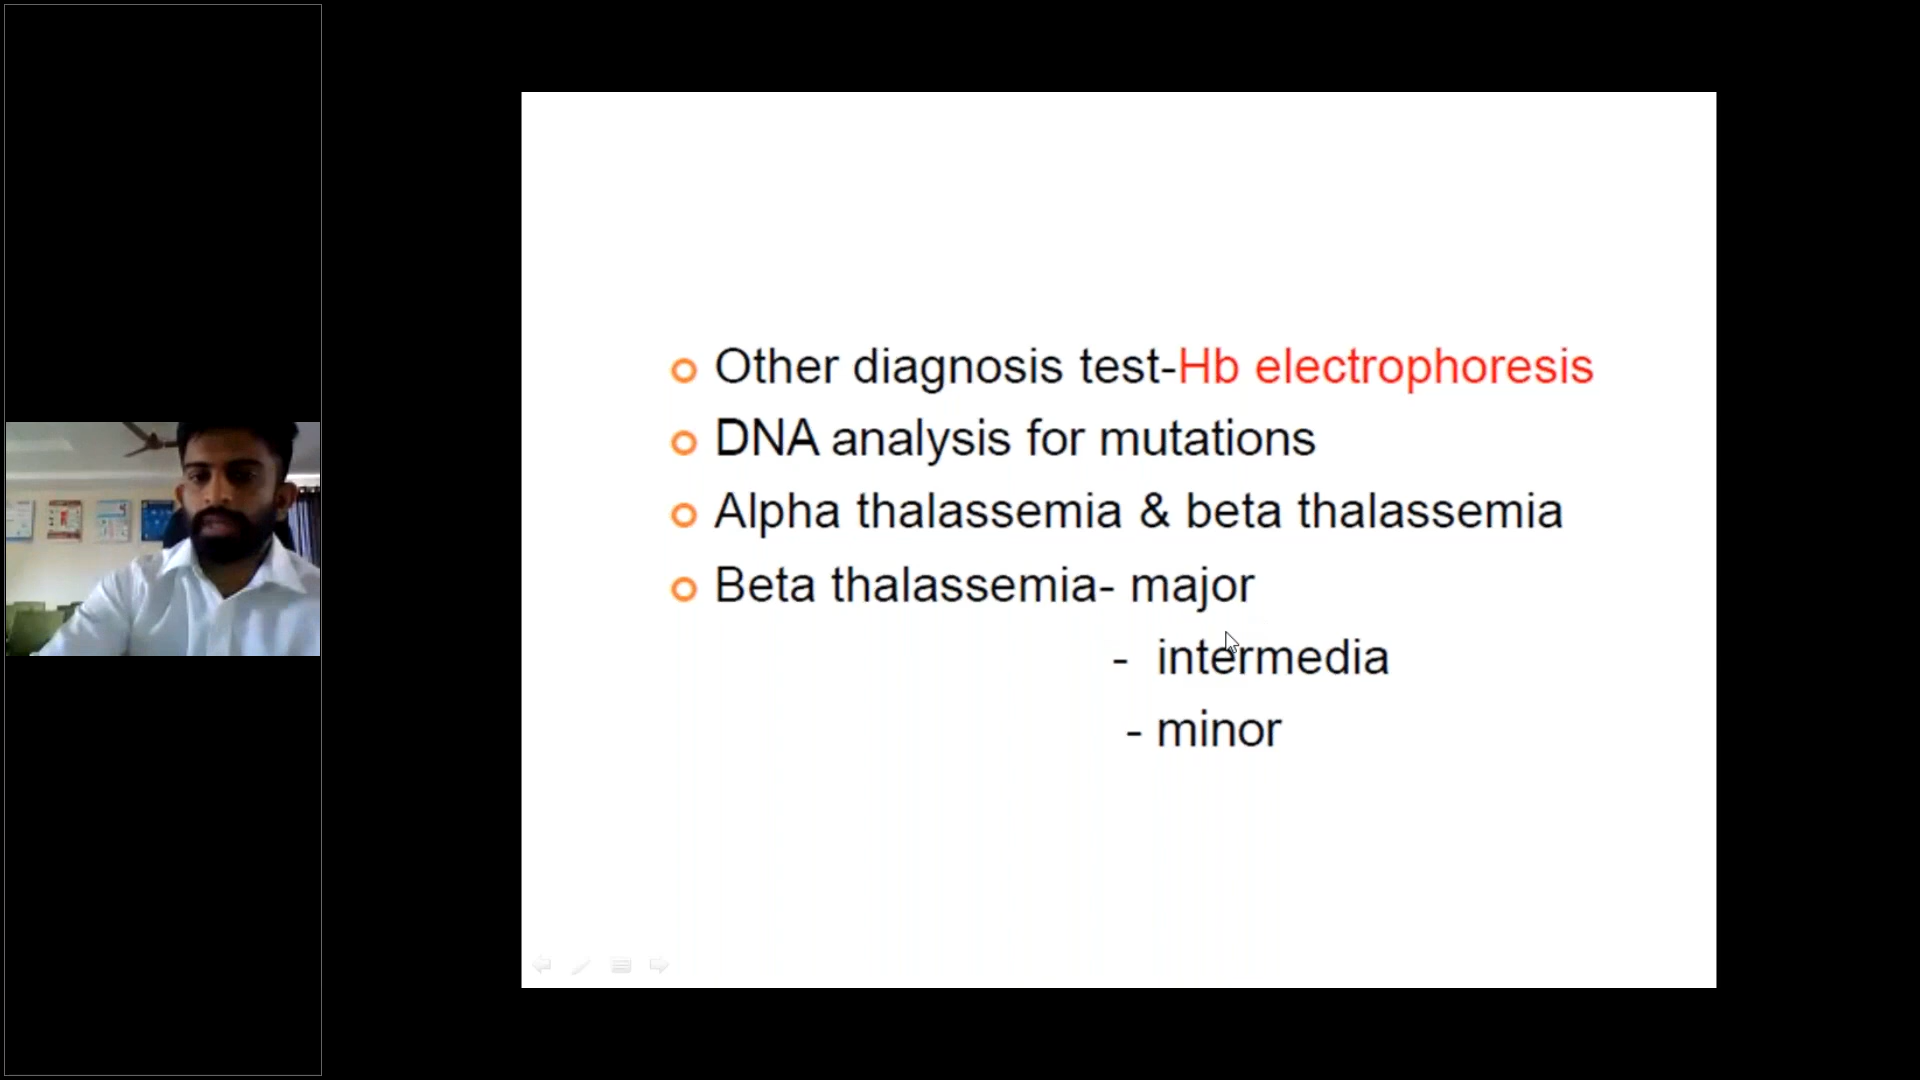 Other diagnosis test-Hb electrophoresis
DNA analysis for mutations
Alpha thalassemia & beta thalassemia
Beta thalassemia- major
- intermedia
- minor